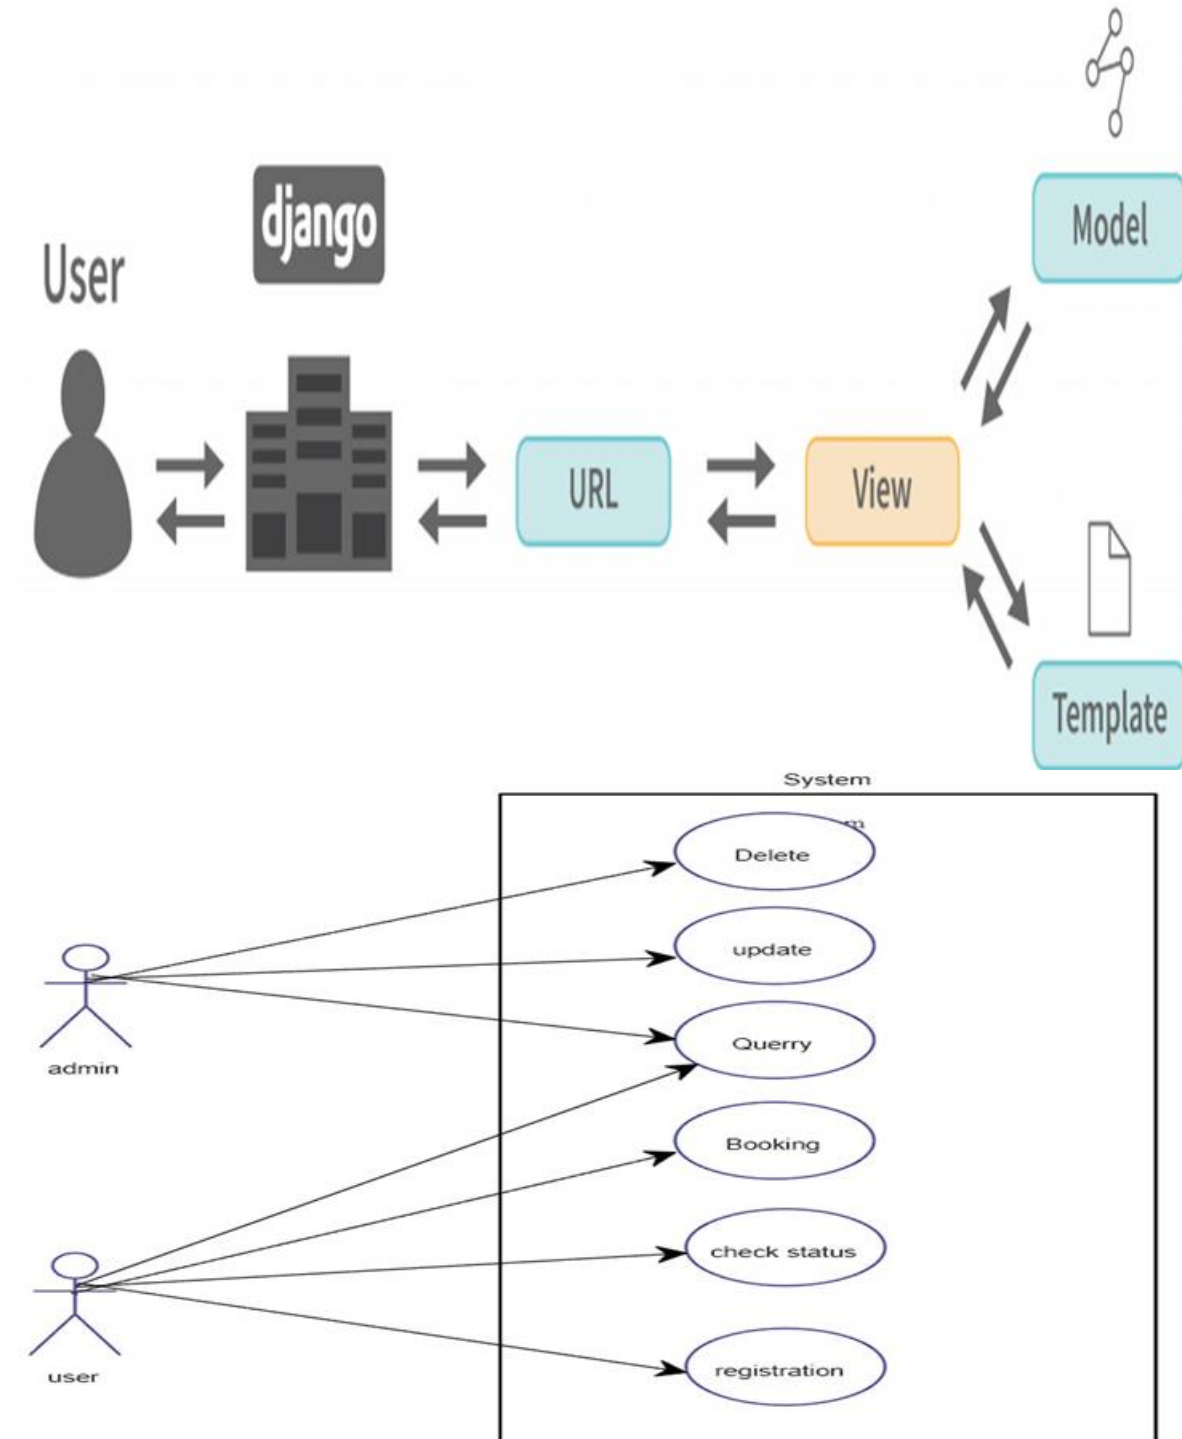 django
User
Model
URL
View
Template
System
Delete
update
Querry
admin
Booking
check status
user
registration